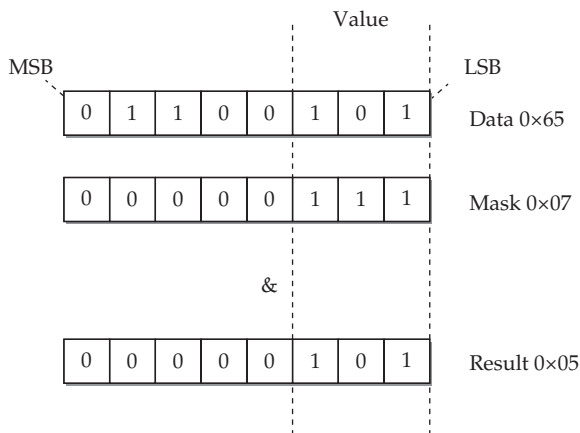 Value
MSB
LSB
0 1 1 0 0 1 0 1
Data 0×65
0 0 0 0 0 1 1 1
Mask 0×07
&
0 0 0 0 0 1 0 1
Result 0×05